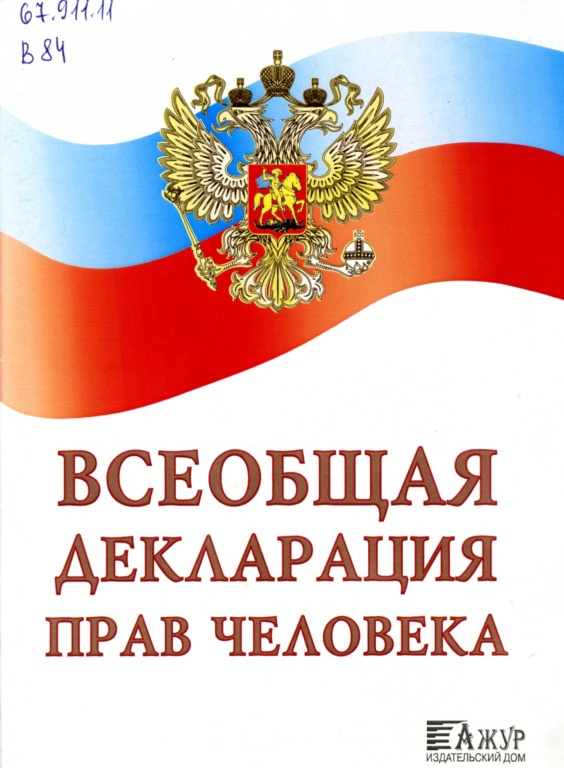 67.911.11
В 84
ВСЕОБЩАЯ
ДЕКЛАРАЦИЯ
ПРАВ ЧЕЛОВЕКА
АЖУР
ИЗДАТЕЛЬСКИЙ ДОМ